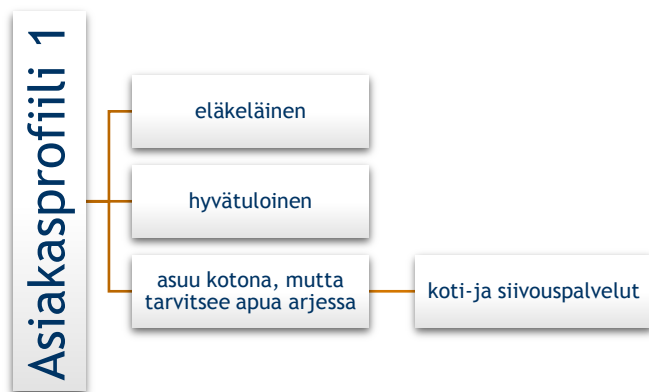 Asiakasprofiili 1
eläkeläinen
hyvätuloinen
asuu kotona, mutta
tarvitsee apua arjessa
koti-ja siivouspalvelut